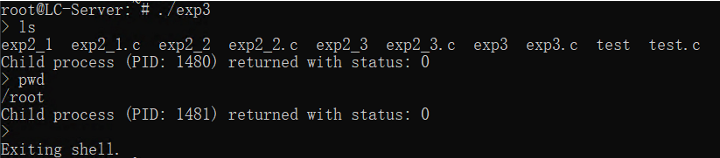 root@LC-Server:~# ./exp3
> ls
exp2_1  exp2_1.c  exp2_2  exp2_2.c  exp2_3  exp2_3.c  exp3  exp3.c  test  test.c
Child process (PID: 1480) returned with status: 0
> pwd
/root
Child process (PID: 1481) returned with status: 0
>
Exiting shell.